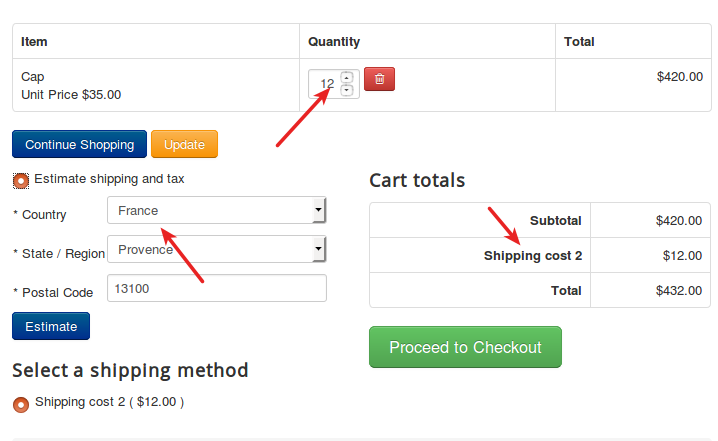 Item Quantity Total
Cap 12 $420.00
Unit Price $35.00
Continue Shopping Update
Estimate shipping and tax
* Country France
* State / Region Provence
* Postal Code 13100
Estimate
Select a shipping method
Shipping cost 2 ( $12.00 )
Cart totals
Subtotal $420.00
Shipping cost 2 $12.00
Total $432.00
Proceed to Checkout